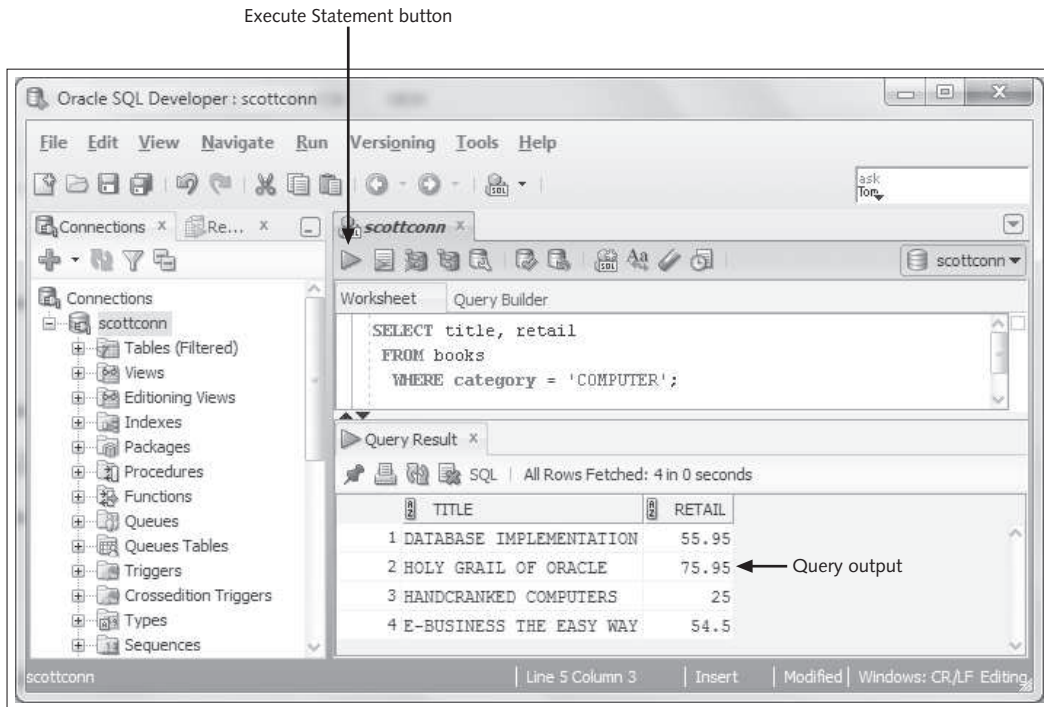 Execute Statement button
Oracle SQL Developer : scottconn
File Edit View Navigate Run Versioning Tools Help
SQL
ask
Tom
Connections x Re... x
scottconn x
SQL Aa scottconn
Connections
scottconn
Tables (Filtered)
Views
Editioning Views
Indexes
Packages
Procedures
Functions
Queues
Queues Tables
Triggers
Crossedition Triggers
Types
Sequences
Worksheet Query Builder
SELECT title, retail
FROM books
WHERE category = 'COMPUTER';
Query Result x
SQL | All Rows Fetched: 4 in 0 seconds
TITLE RETAIL
1 DATABASE IMPLEMENTATION 55.95
2 HOLY GRAIL OF ORACLE 75.95
3 HANDCRANKED COMPUTERS 25
4 E-BUSINESS THE EASY WAY 54.5
Query output
scottconn | Line 5 Column 3 | Insert | Modified | Windows: CR/LF Editing